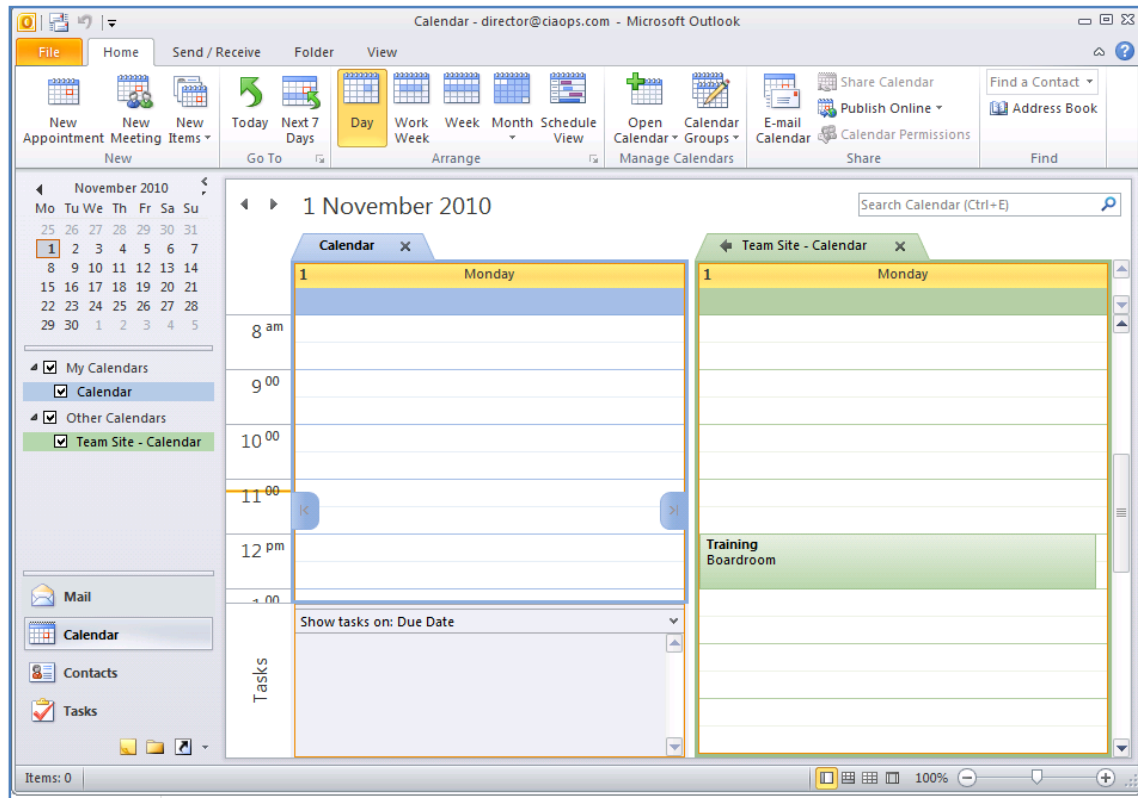 Calendar - director@ciaops.com - Microsoft Outlook
File Home Send / Receive Folder View
New Appointment
New Meeting
New Items
New
Today
Next 7 Days
Go To
Day
Work Week
Week
Month
Schedule View
Arrange
Open Calendar
Calendar Groups
Manage Calendars
E-mail Calendar
Share Calendar
Publish Online
Calendar Permissions
Share
Find a Contact
Address Book
Find
November 2010
Mo Tu We Th Fr Sa Su
25 26 27 28 29 30 31
1 2 3 4 5 6 7
8 9 10 11 12 13 14
15 16 17 18 19 20 21
22 23 24 25 26 27 28
29 30 1 2 3 4 5
My Calendars
Calendar
Other Calendars
Team Site - Calendar
Mail
Calendar
Contacts
Tasks
1 November 2010
Search Calendar (Ctrl+E)
Calendar
Team Site - Calendar
1 Monday
1 Monday
8 am
9 00
10 00
11 00
12 pm
Training
Boardroom
Show tasks on: Due Date
Tasks
Items: 0
100%